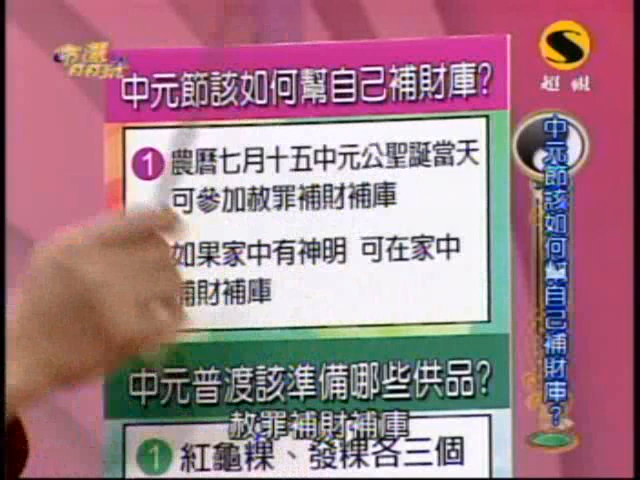 超視
中元節該如何幫自己補財庫?
1 農曆七月十五中元公聖誕當天
可參加赦罪補財補庫
如果家中有神明 可在家中
補財補庫
中元普渡該準備哪些供品?
1 紅龜粿、發粿各三個
赦罪補財補庫
中元節該如何幫自己補財庫?